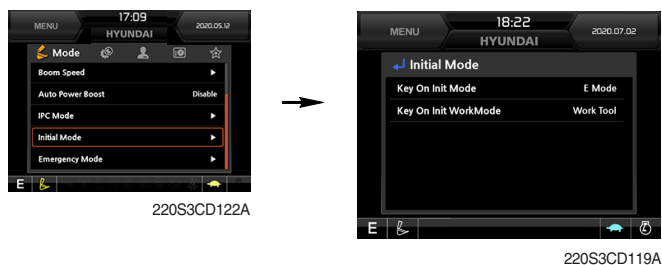 MENU
17:09
HYUNDAI
2020.05.12
Mode
Boom Speed
Auto Power Boost
Disable
IPC Mode
Initial Mode
Emergency Mode
E
220S3CD122A
MENU
18:22
HYUNDAI
2020.07.02
Initial Mode
Key On Init Mode
E Mode
Key On Init WorkMode
Work Tool
E
220S3CD119A